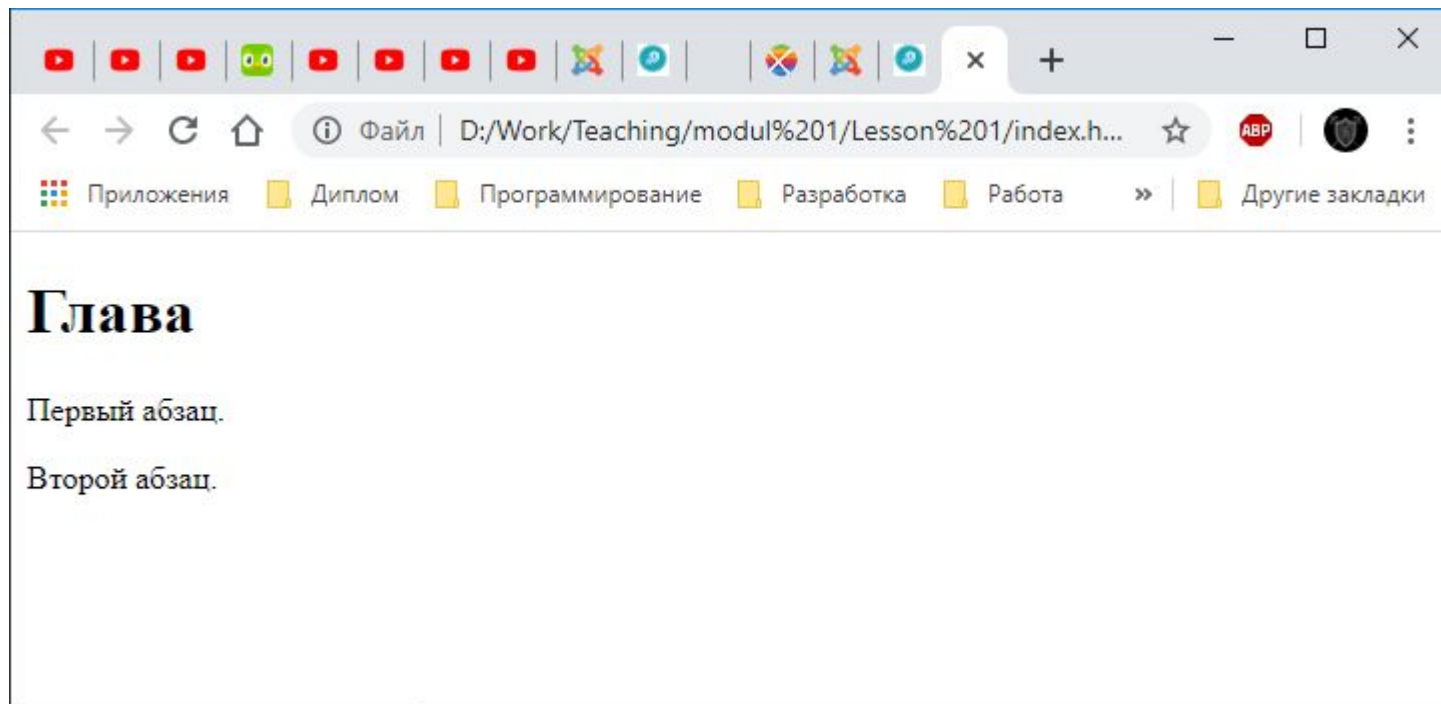 Файл D:/Work/Teaching/modul%201/Lesson%201/index.h...
ABP
Приложения Диплом Программирование Разработка Работа » Другие закладки
Глава
Первый абзац.
Второй абзац.